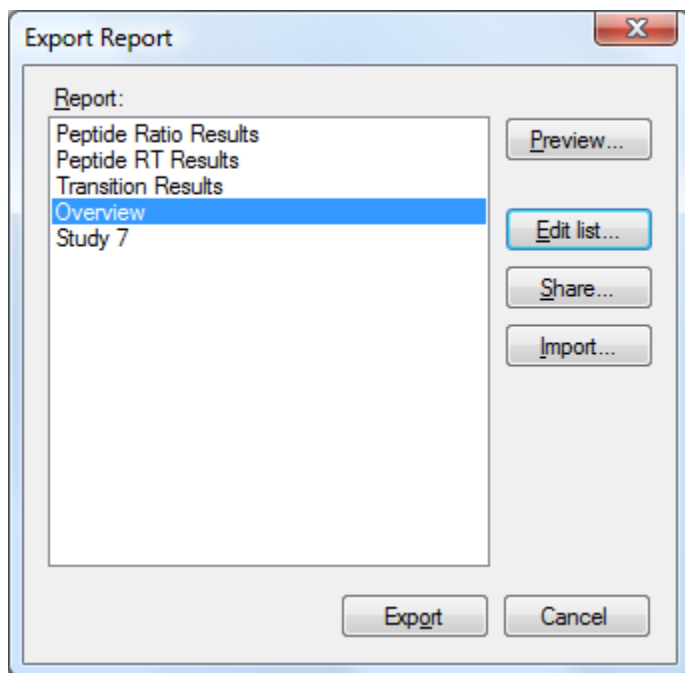 Export Report
Report:
Peptide Ratio Results
Peptide RT Results
Transition Results
Overview
Study 7
Preview...
Edit list...
Share...
Import...
Export
Cancel